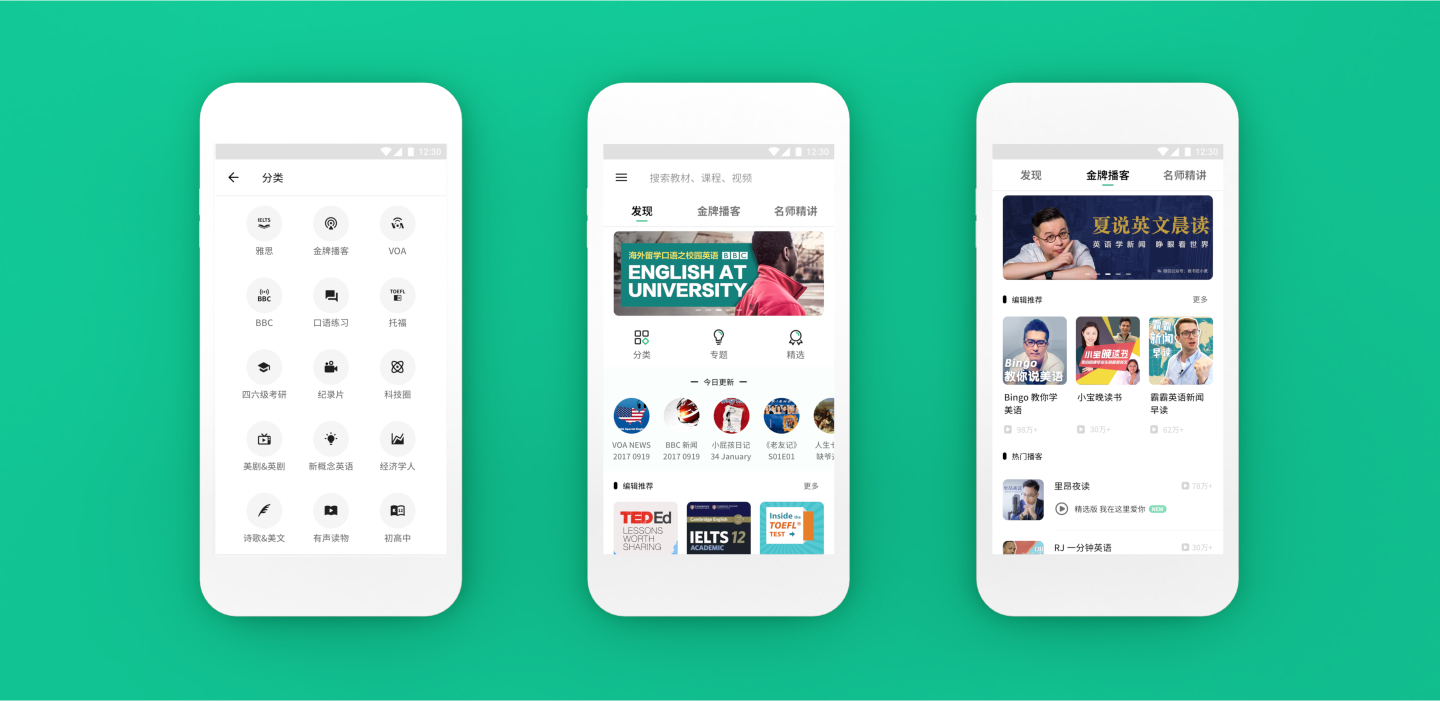 12:30
分类
IELTS
VOA
雅思
金牌播客
VOA
BBC
TOEFL
BBC
口语练习
托福
四六级考研
纪录片
科技圈
美剧&英剧
新概念英语
经济学人
诗歌&美文
有声读物
初高中
12:30
搜索教材、课程、视频
发现
金牌播客
名师精讲
海外留学口语之校园英语 BBC
ENGLISH AT
UNIVERSITY
分类
专题
精选
今日更新
VOA NEWS
2017 0919
BBC 新闻
2017 0919
小屁孩日记
34 January
《老友记》
S01E01
编辑推荐
更多
TED Ed
LESSONS
WORTH
SHARING
Cambridge English
IELTS 12
ACADEMIC
Inside the
TOEFL®
TEST
12:30
发现
金牌播客
名师精讲
夏说英文晨读
英语学新闻 睁眼看世界
编辑推荐
更多
Bingo
教你说美语
小宝晚读书
霸霸
新闻
早读
Bingo 教你学
美语
小宝晚读书
霸霸英语新闻
早读
98万+
30万+
62万+
热门播客
里昂夜读
78万+
精选版 我在这里爱你 NEW
RJ 一分钟英语
30万+